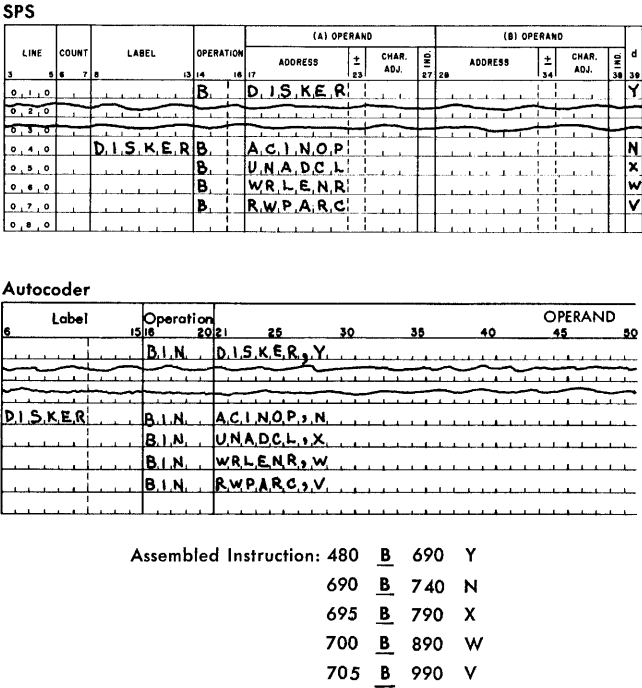 SPS
(A) OPERAND (B) OPERAND
LINE COUNT LABEL OPERATION ADDRESS ± CHAR. ADJ. IND. ADDRESS ± CHAR. ADJ. IND. d
3 5 6 7 8 13 14 16 17 23 27 28 34 38 39
0 1 0 B DISKER Y
0 2 0
0 3 0
0 4 0 DISKER B ACINOP N
0 5 0 B UNADCL X
0 6 0 B WRLENR W
0 7 0 B RWPARC V
0 8 0
Autocoder
Label Operation OPERAND
6 15 16 20 21 25 30 35 40 45 50
BIN DISKER,Y
DISKER BIN ACINOP,N
BIN UNADCL,X
BIN WRLENR,W
BIN RWPARC,V
Assembled Instruction: 480 B 690 Y
690 B 740 N
695 B 790 X
700 B 890 W
705 B 990 V